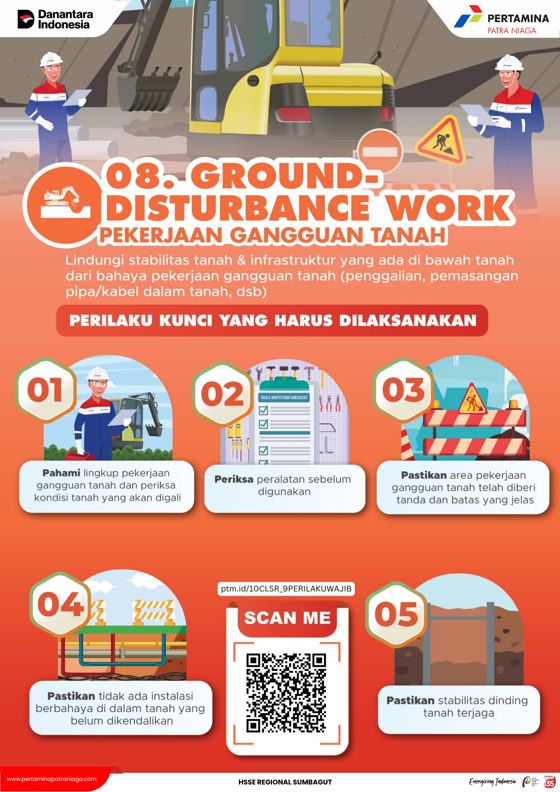 Danantara
Indonesia
PERTAMINA
PATRA NIAGA
08. GROUND-
DISTURBANCE WORK
PEKERJAAN GANGGUAN TANAH
Lindungi stabilitas tanah & infrastruktur yang ada di bawah tanah
dari bahaya pekerjaan gangguan tanah (penggalian, pemasangan
pipa/kabel dalam tanah, dsb)
PERILAKU KUNCI YANG HARUS DILAKSANAKAN
01
Pahami lingkup pekerjaan
gangguan tanah dan periksa
kondisi tanah yang akan digali
02
TOOLS INSPECTION CHECKLIST
Periksa peralatan sebelum
digunakan
03
Pastikan area pekerjaan
gangguan tanah telah diberi
tanda dan batas yang jelas
04
Pastikan tidak ada instalasi
berbahaya di dalam tanah yang
belum dikendalikan
ptm.id/10CLSR_9PERILAKUWAJIB
SCAN ME
05
Pastikan stabilitas dinding
tanah terjaga
www.pertaminapatraniaga.com
HSSE REGIONAL SUMBAGUT
Energizing Indonesia
135